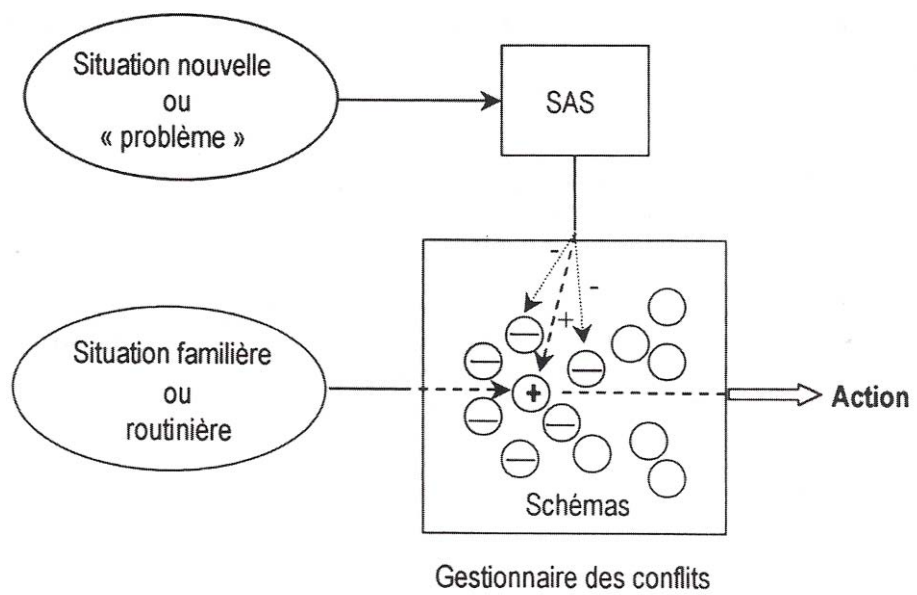 Situation nouvelle
ou
« problème »
SAS
-
-
+
Situation familière
ou
routinière
+
Action
Schémas
Gestionnaire des conflits